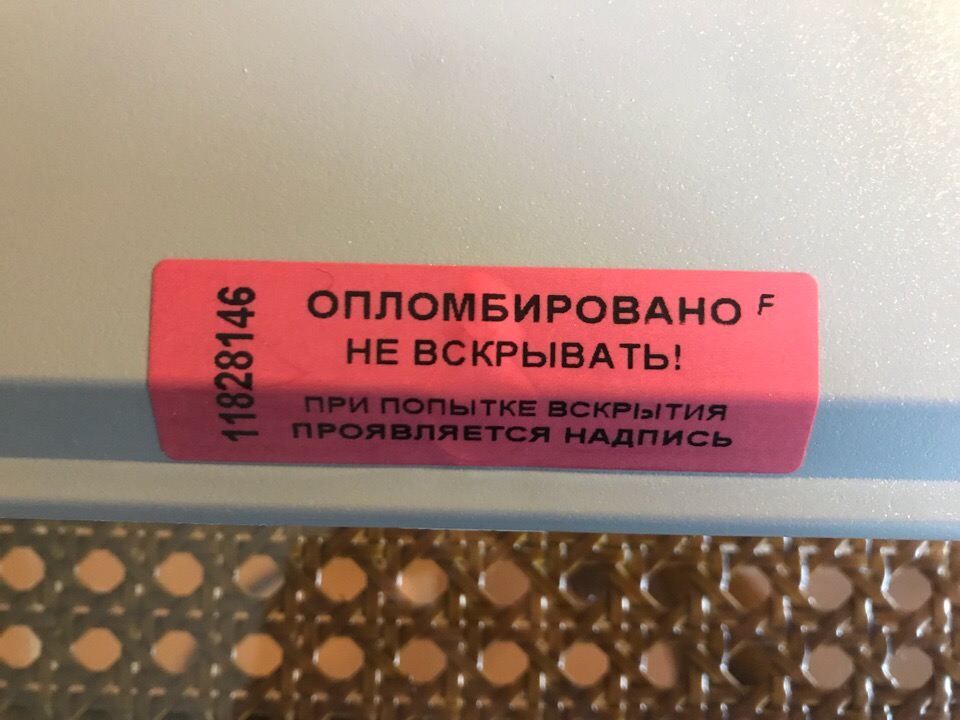 11828146
ОПЛОМБИРОВАНО F
НЕ ВСКРЫВАТЬ!
ПРИ ПОПЫТКЕ ВСКРЫТИЯ
ПРОЯВЛЯЕТСЯ НАДПИСЬ